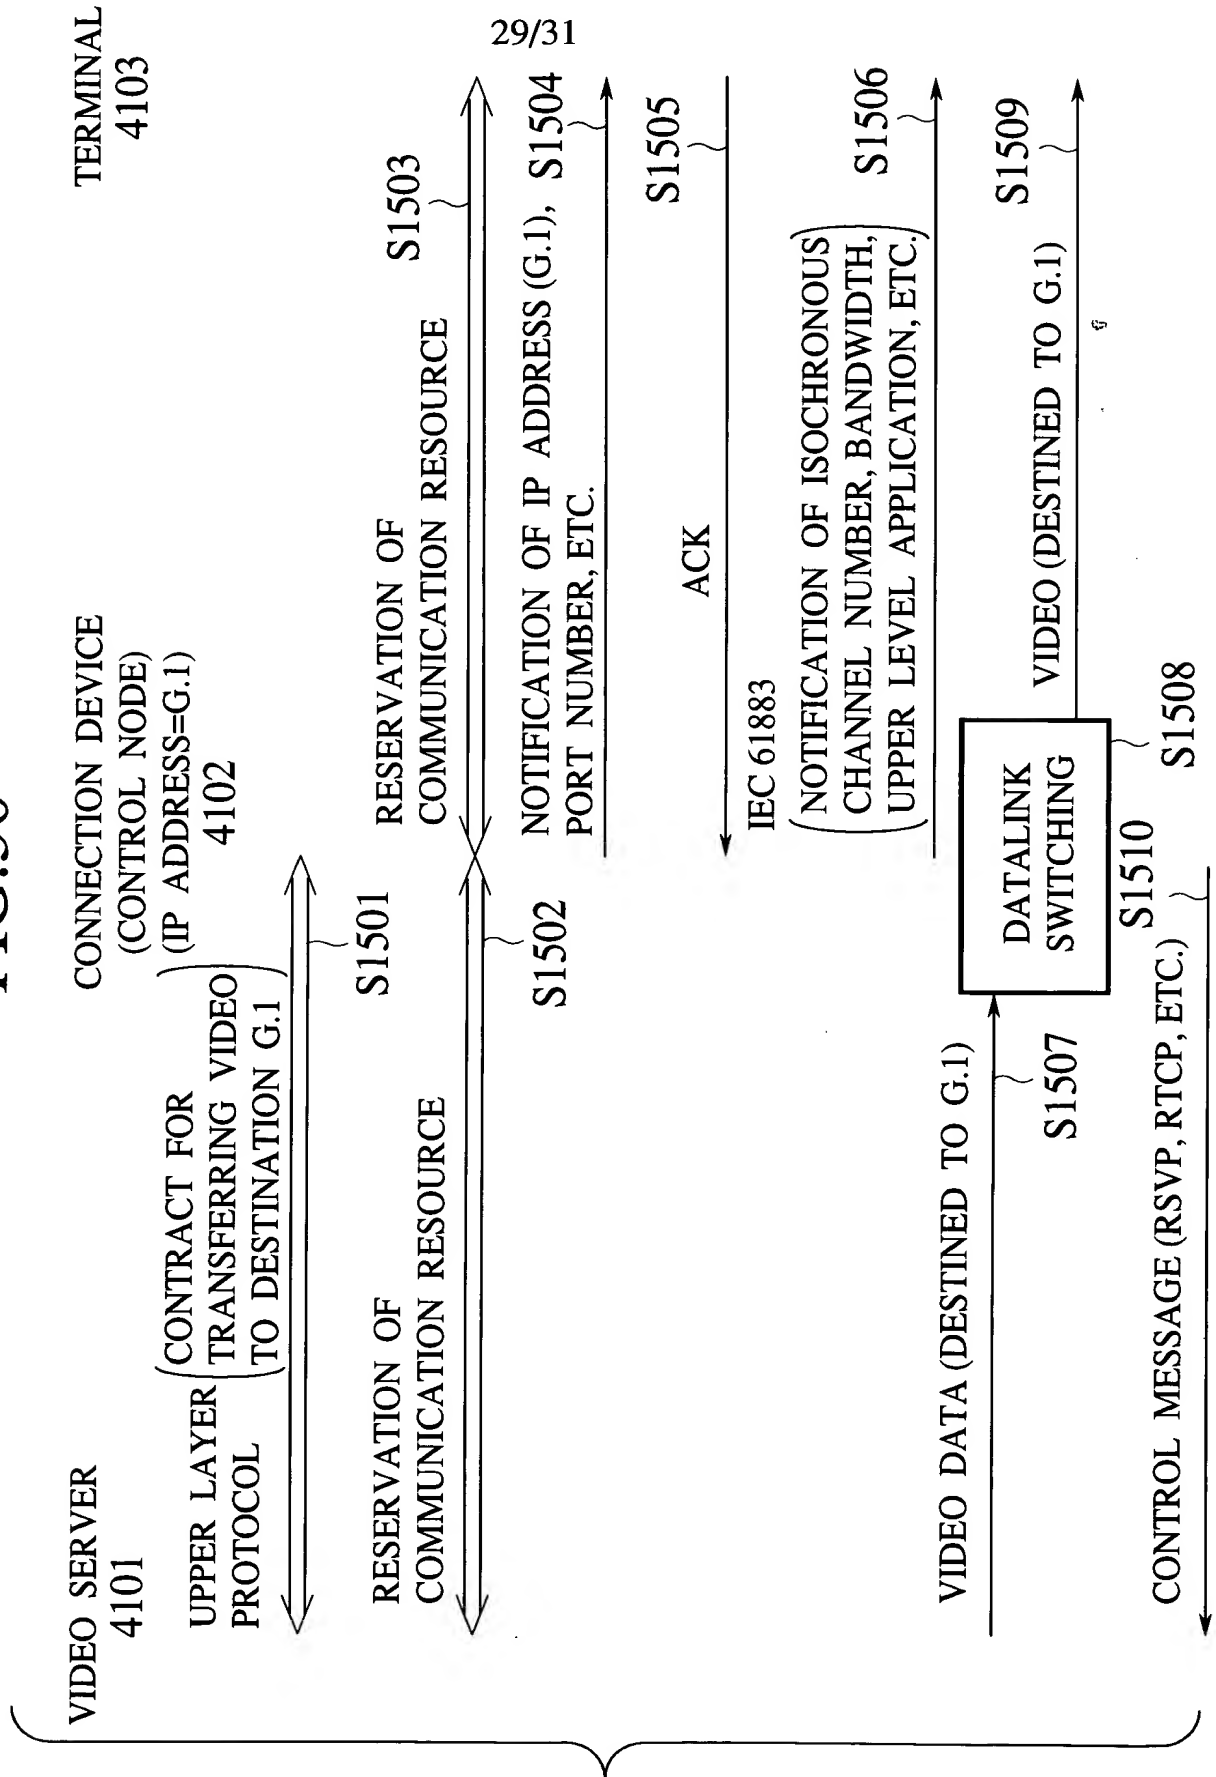 29/31
VIDEO SERVER
4101
CONNECTION DEVICE
(CONTROL NODE)
(IP ADDRESS=G.1)
4102
TERMINAL
4103
UPPER LAYER
PROTOCOL
(CONTRACT FOR
TRANSFERRING VIDEO
TO DESTINATION G.1)
S1501
RESERVATION OF
COMMUNICATION RESOURCE
S1502
RESERVATION OF
COMMUNICATION RESOURCE
S1503
NOTIFICATION OF IP ADDRESS (G.1),
PORT NUMBER, ETC.
S1504
ACK
S1505
IEC 61883
(NOTIFICATION OF ISOCHRONOUS
CHANNEL NUMBER, BANDWIDTH,
UPPER LEVEL APPLICATION, ETC.)
S1506
VIDEO DATA (DESTINED TO G.1)
S1507
DATALINK
SWITCHING
S1508
VIDEO (DESTINED TO G.1)
S1509
CONTROL MESSAGE (RSVP, RTCP, ETC.)
S1510